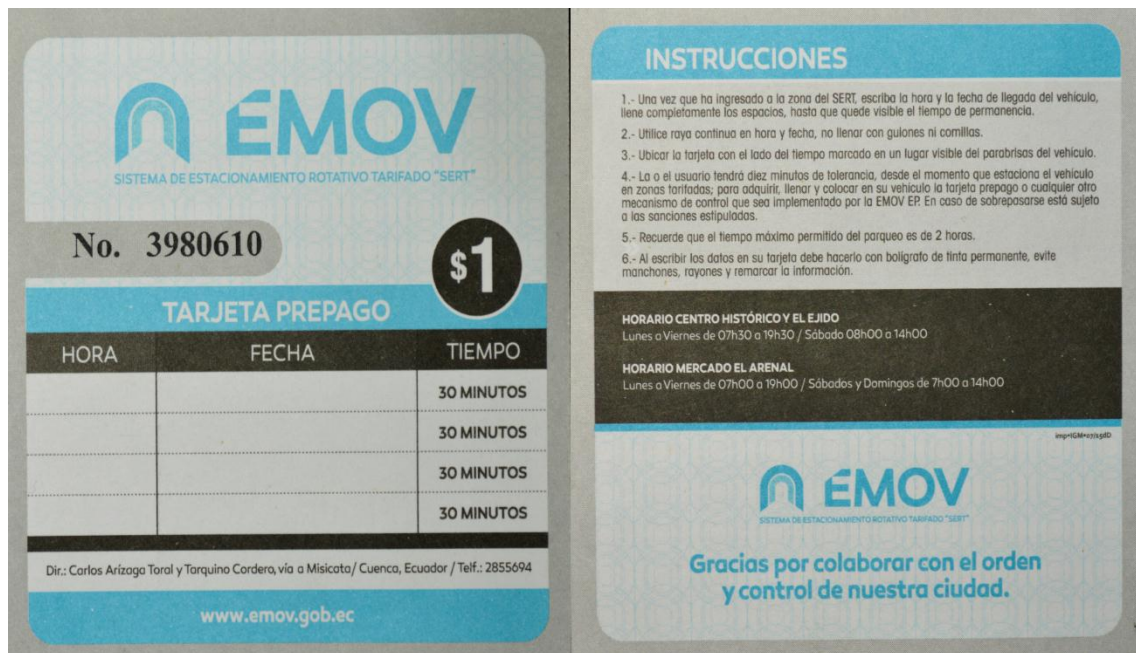 EMOV
SISTEMA DE ESTACIONAMIENTO ROTATIVO TARIFADO "SERT"
No. 3980610
$1
TARJETA PREPAGO
HORA FECHA TIEMPO
30 MINUTOS
30 MINUTOS
30 MINUTOS
30 MINUTOS
Dir.: Carlos Arízaga Toral y Tarquino Cordero, vía a Misicata/ Cuenca, Ecuador / Telf.: 2855694
www.emov.gob.ec
INSTRUCCIONES
1.- Una vez que ha ingresado a la zona del SERT, escriba la hora y la fecha de llegada del vehículo,
llene completamente los espacios, hasta que quede visible el tiempo de permanencia.
2.- Utilice raya continua en hora y fecha, no llenar con guiones ni comillas.
3.- Ubicar la tarjeta con el lado del tiempo marcado en un lugar visible del parabrisas del vehículo.
4.- La o el usuario tendrá diez minutos de tolerancia, desde el momento que estaciona el vehículo
en zonas tarifadas; para adquirir, llenar y colocar en su vehículo la tarjeta prepago o cualquier otro
mecanismo de control que sea implementado por la EMOV EP. En caso de sobrepasarse está sujeto
a las sanciones estipuladas.
5.- Recuerde que el tiempo máximo permitido del parqueo es de 2 horas.
6.- Al escribir los datos en su tarjeta debe hacerlo con bolígrafo de tinta permanente, evite
manchones, rayones y remarcar la información.
HORARIO CENTRO HISTÓRICO Y EL EJIDO
Lunes a Viernes de 07h30 a 19h30 / Sábado 08h00 a 14h00
HORARIO MERCADO EL ARENAL
Lunes a Viernes de 07h00 a 19h00 / Sábados y Domingos de 7h00 a 14h00
EMOV
SISTEMA DE ESTACIONAMIENTO ROTATIVO TARIFADO "SERT"
Gracias por colaborar con el orden
y control de nuestra ciudad.